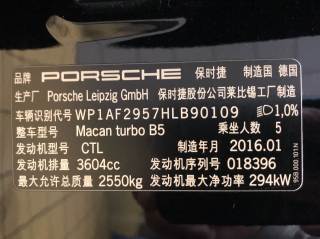 品牌 PORSCHE 保时捷 制造国 德国
生产厂 Porsche Leipzig GmbH 保时捷股份公司莱比锡工厂制造
车辆识别代号 WP1AF2957HLB90109 1,0%
整车型号 Macan turbo B5 乘坐人数 5
发动机型号 CTL 制造年月 2016.01
发动机排量 3604cc 发动机序列号 018396
最大允许总质量 2550kg 发动机最大净功率 294kW